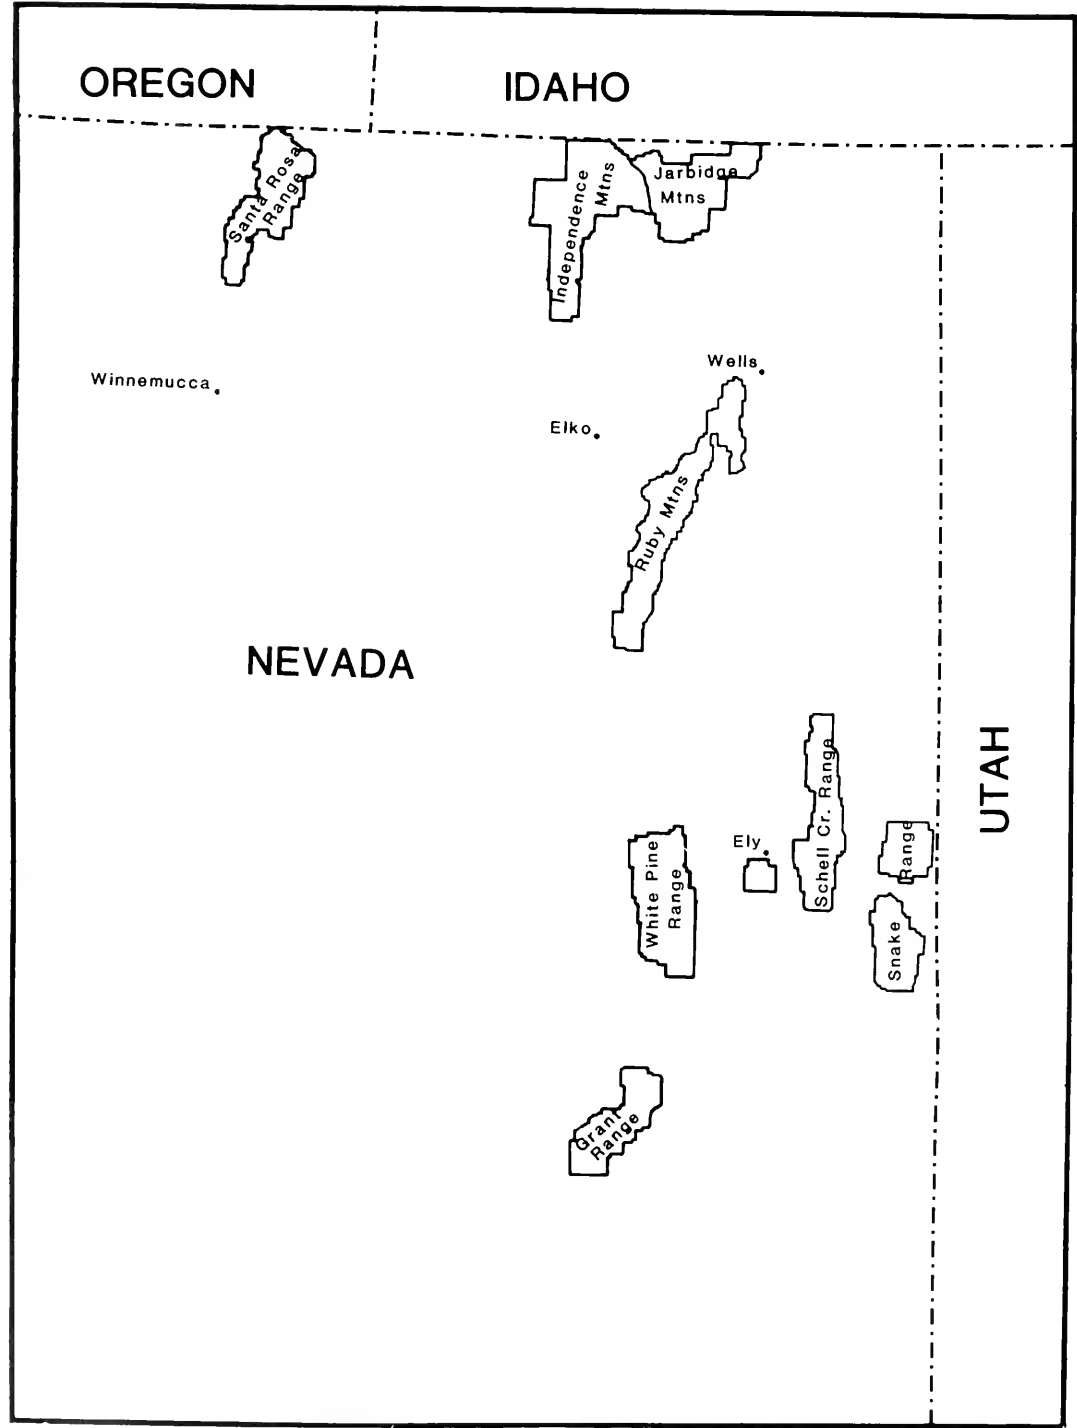 OREGON
IDAHO
Santa Rosa
Range
Independence
Mtns
Jarbidge
Mtns
Winnemucca
Wells
Elko
Ruby Mtns
NEVADA
UTAH
Schell Cr. Range
Ely
White Pine
Range
Range
Snake
Grant
Range